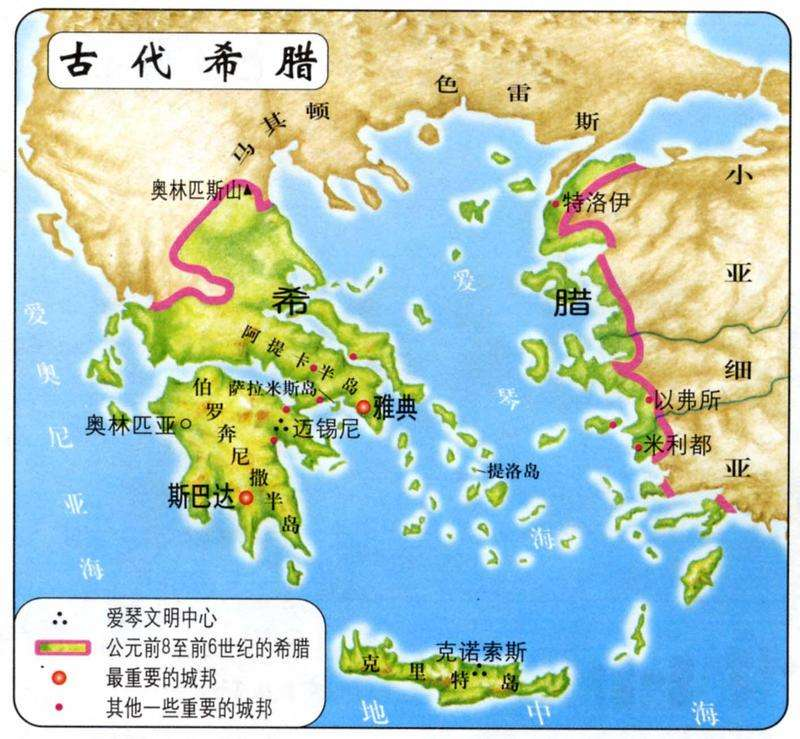 古代希腊
色雷斯
马其顿
奥林匹斯山
小亚细亚
特洛伊
希腊
爱琴海
爱奥尼亚海
阿提卡半岛
伯罗奔尼撒半岛
萨拉米斯岛
雅典
奥林匹亚
迈锡尼
以弗所
米利都
提洛岛
斯巴达
克诺索斯
克里特岛
地中海
爱琴文明中心
公元前8至前6世纪的希腊
最重要的城邦
其他一些重要的城邦